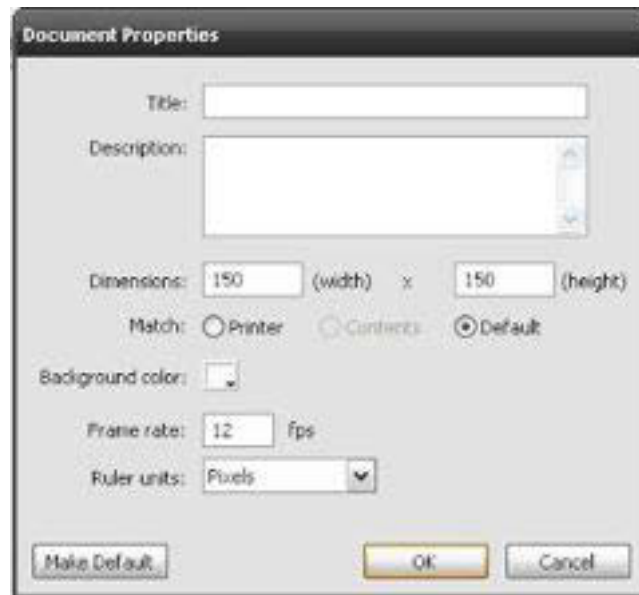 Document Properties
Title:
Description:
Dimensions: 150 (width) x 150 (height)
Match: Printer Contents Default
Background color:
Frame rate: 12 fps
Ruler units: Pixels
Make Default OK Cancel